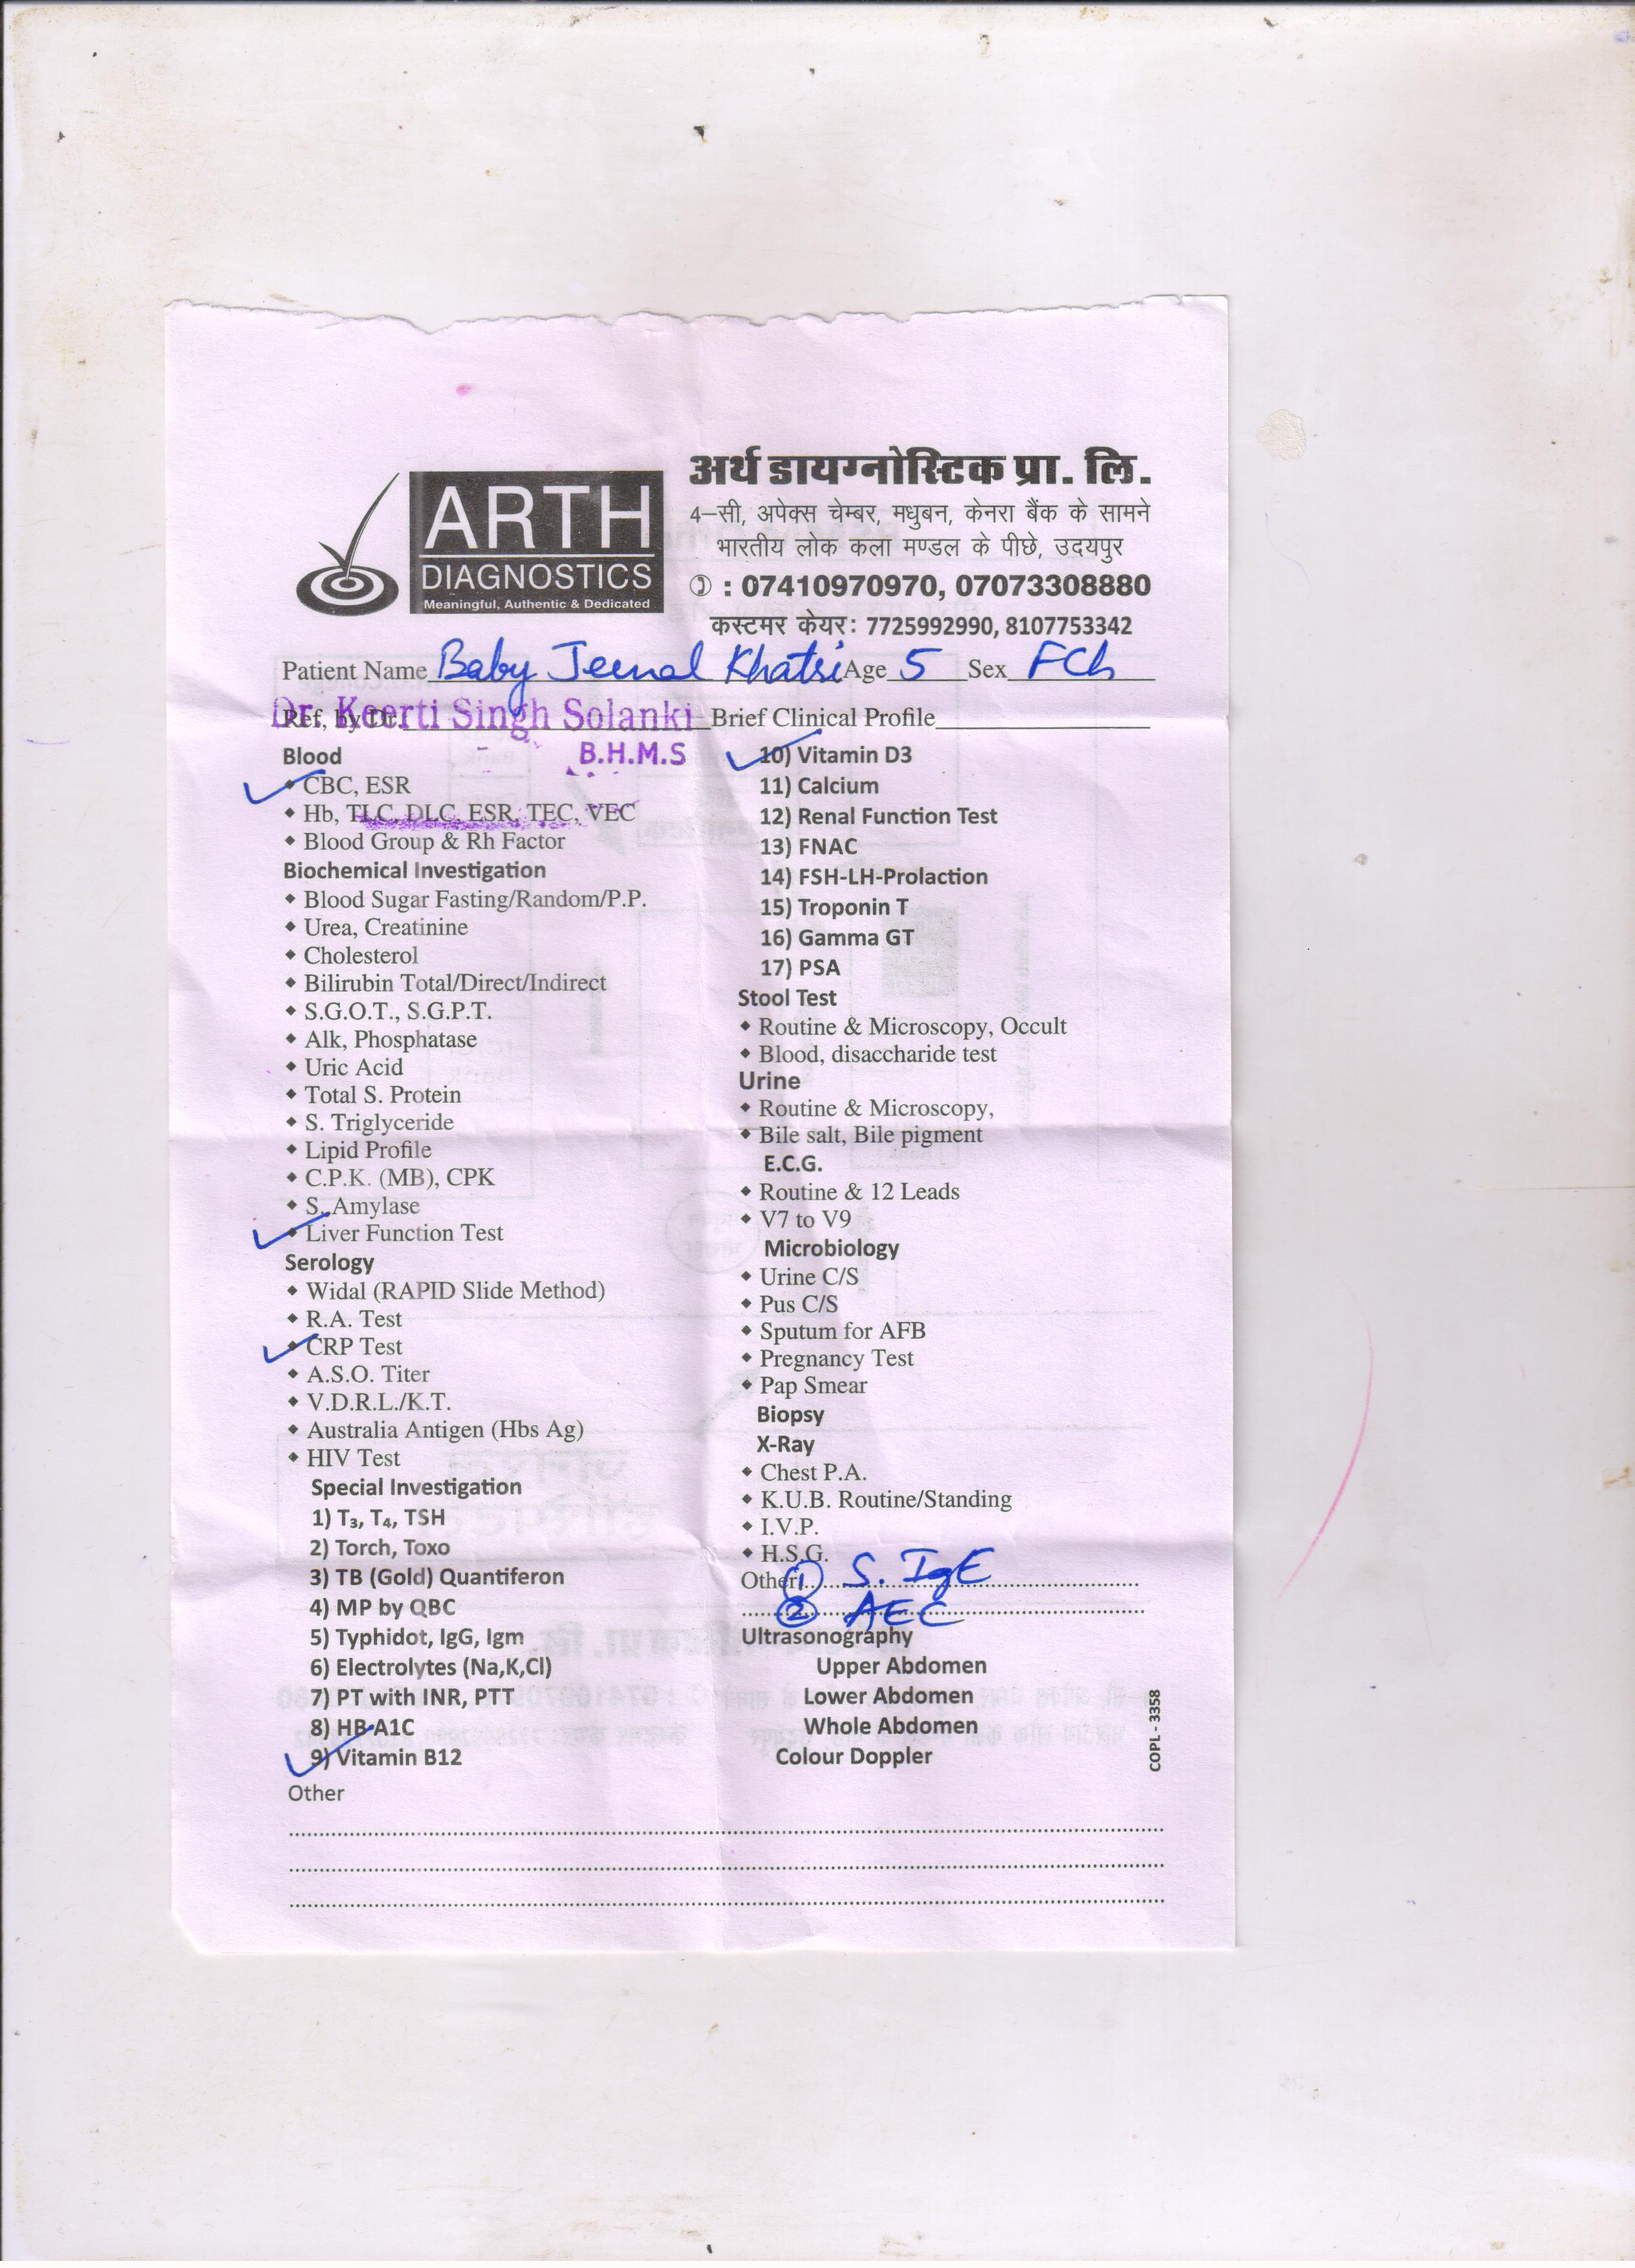 ARTH
DIAGNOSTICS
Meaningful, Authentic & Dedicated
अर्थ डायग्नोस्टिक प्रा. लि.
4–सी, अपेक्स चेम्बर, मधुबन, केनरा बैंक के सामने
भारतीय लोक कला मण्डल के पीछे, उदयपुर
✆ : 07410970970, 07073308880
कस्टमर केयर: 7725992990, 8107753342
Patient Name Baby Jeenal Khatri Age 5 Sex FCh
Ref, by Dr. Dr. Keerti Singh Solanki Brief Clinical Profile
B.H.M.S
Blood
✓ CBC, ESR
• Hb, TLC, DLC, ESR, TEC, VEC
• Blood Group & Rh Factor
Biochemical Investigation
• Blood Sugar Fasting/Random/P.P.
• Urea, Creatinine
• Cholesterol
• Bilirubin Total/Direct/Indirect
• S.G.O.T., S.G.P.T.
• Alk, Phosphatase
• Uric Acid
• Total S. Protein
• S. Triglyceride
• Lipid Profile
• C.P.K. (MB), CPK
• S. Amylase
✓ Liver Function Test
Serology
• Widal (RAPID Slide Method)
• R.A. Test
✓ CRP Test
• A.S.O. Titer
• V.D.R.L./K.T.
• Australia Antigen (Hbs Ag)
• HIV Test
Special Investigation
1) T₃, T₄, TSH
2) Torch, Toxo
3) TB (Gold) Quantiferon
4) MP by QBC
5) Typhidot, IgG, Igm
6) Electrolytes (Na,K,Cl)
7) PT with INR, PTT
8) HB A1C
✓ 9) Vitamin B12
Other
✓ 10) Vitamin D3
11) Calcium
12) Renal Function Test
13) FNAC
14) FSH-LH-Prolaction
15) Troponin T
16) Gamma GT
17) PSA
Stool Test
• Routine & Microscopy, Occult
• Blood, disaccharide test
Urine
• Routine & Microscopy,
• Bile salt, Bile pigment
E.C.G.
• Routine & 12 Leads
• V7 to V9
Microbiology
• Urine C/S
• Pus C/S
• Sputum for AFB
• Pregnancy Test
• Pap Smear
Biopsy
X-Ray
• Chest P.A.
• K.U.B. Routine/Standing
• I.V.P.
• H.S.G.
Other ① S. IgE
② AEC
Ultrasonography
Upper Abdomen
Lower Abdomen
Whole Abdomen
Colour Doppler
COPL - 3358